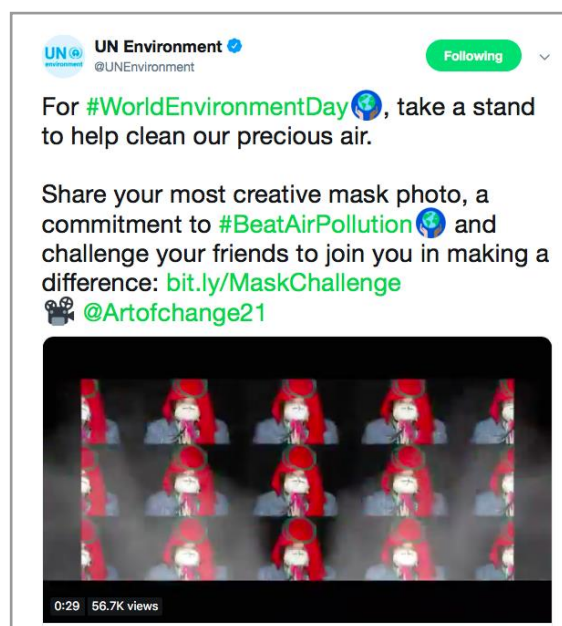 UN
environment
UN Environment
@UNEnvironment
Following
For #WorldEnvironmentDay, take a stand
to help clean our precious air.
Share your most creative mask photo, a
commitment to #BeatAirPollution and
challenge your friends to join you in making a
difference: bit.ly/MaskChallenge
@Artofchange21
0:29 56.7K views